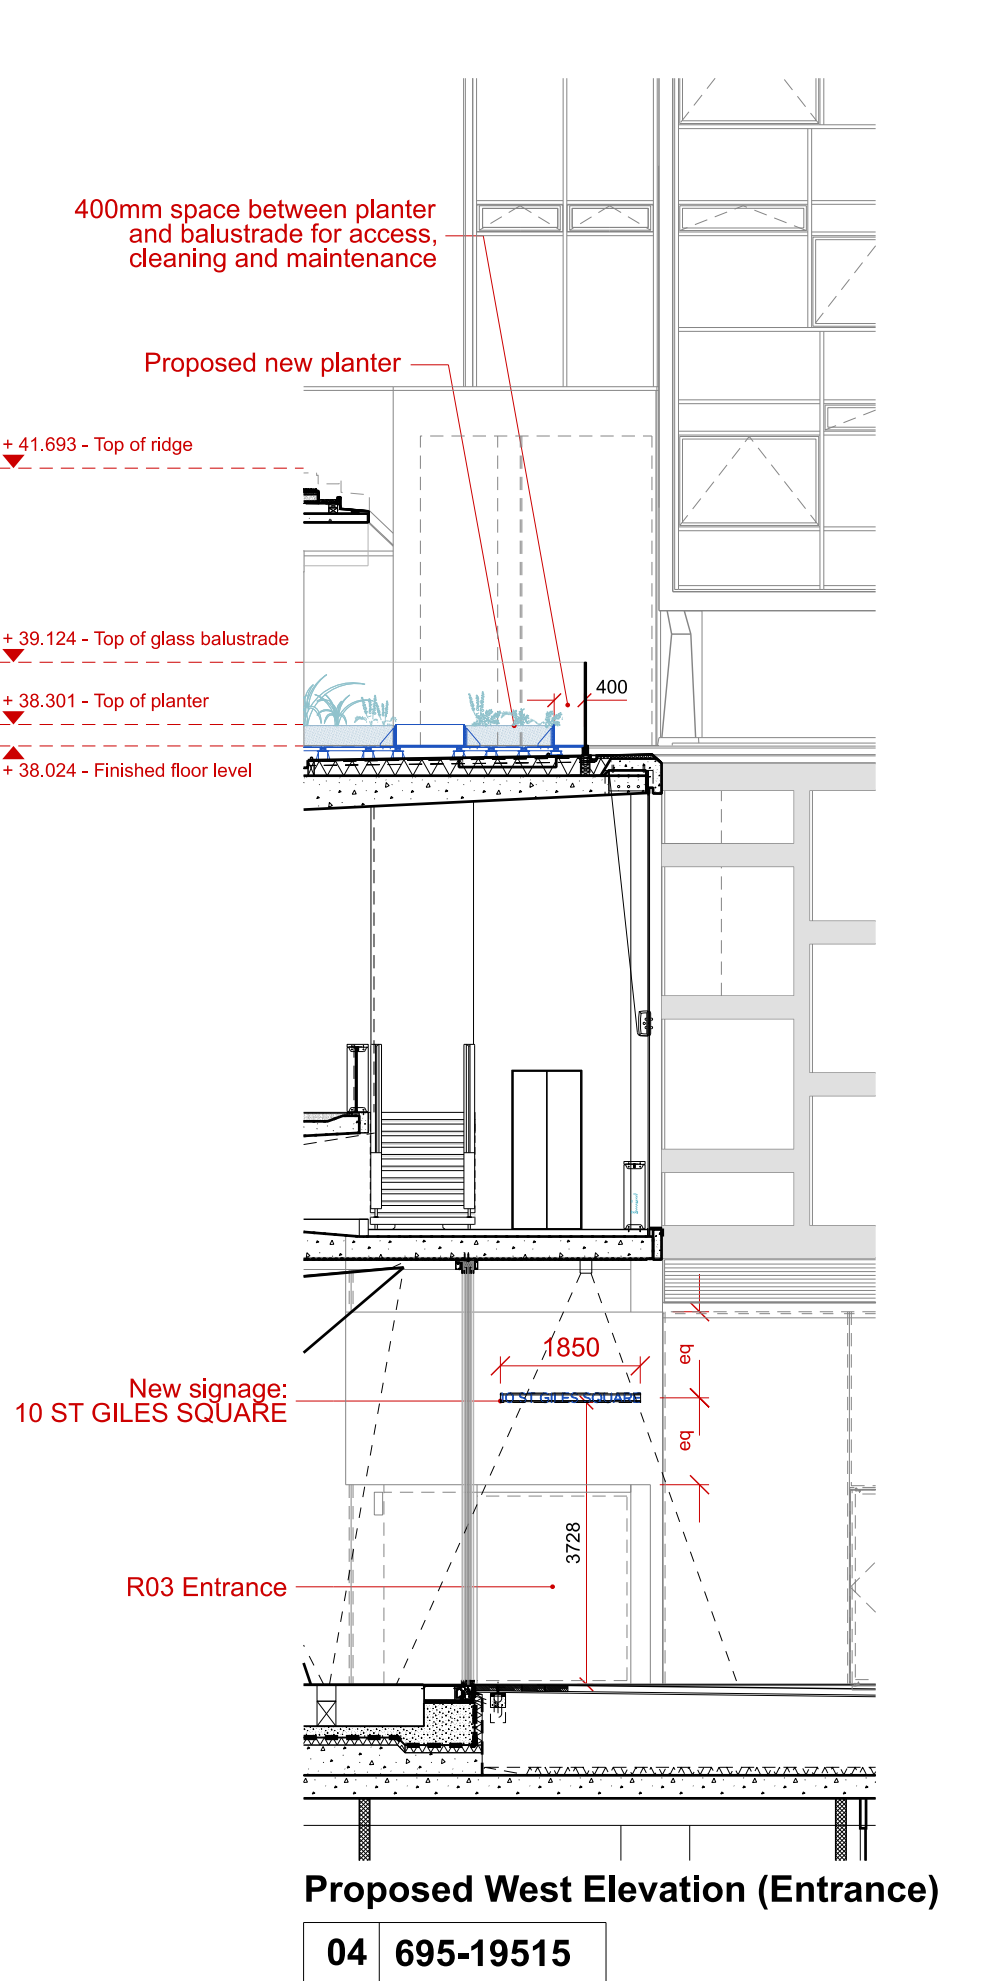 400mm space between planter
and balustrade for access,
cleaning and maintenance
Proposed new planter
+ 41.693 - Top of ridge
+ 39.124 - Top of glass balustrade
400
+ 38.301 - Top of planter
+ 38.024 - Finished floor level
1850
eq
New signage:
10 ST GILES SQUARE
10 ST GILES SQUARE
eq
3728
R03 Entrance
Proposed West Elevation (Entrance)
04 695-19515